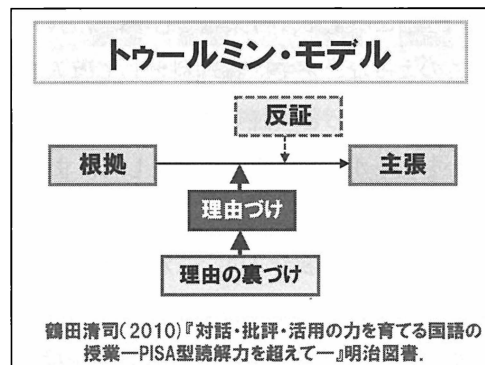 トゥールミン・モデル
反証
根拠
主張
理由づけ
理由の裏づけ
鶴田清司(2010)『対話・批評・活用の力を育てる国語の
授業―PISA型読解力を超えて―』明治図書.